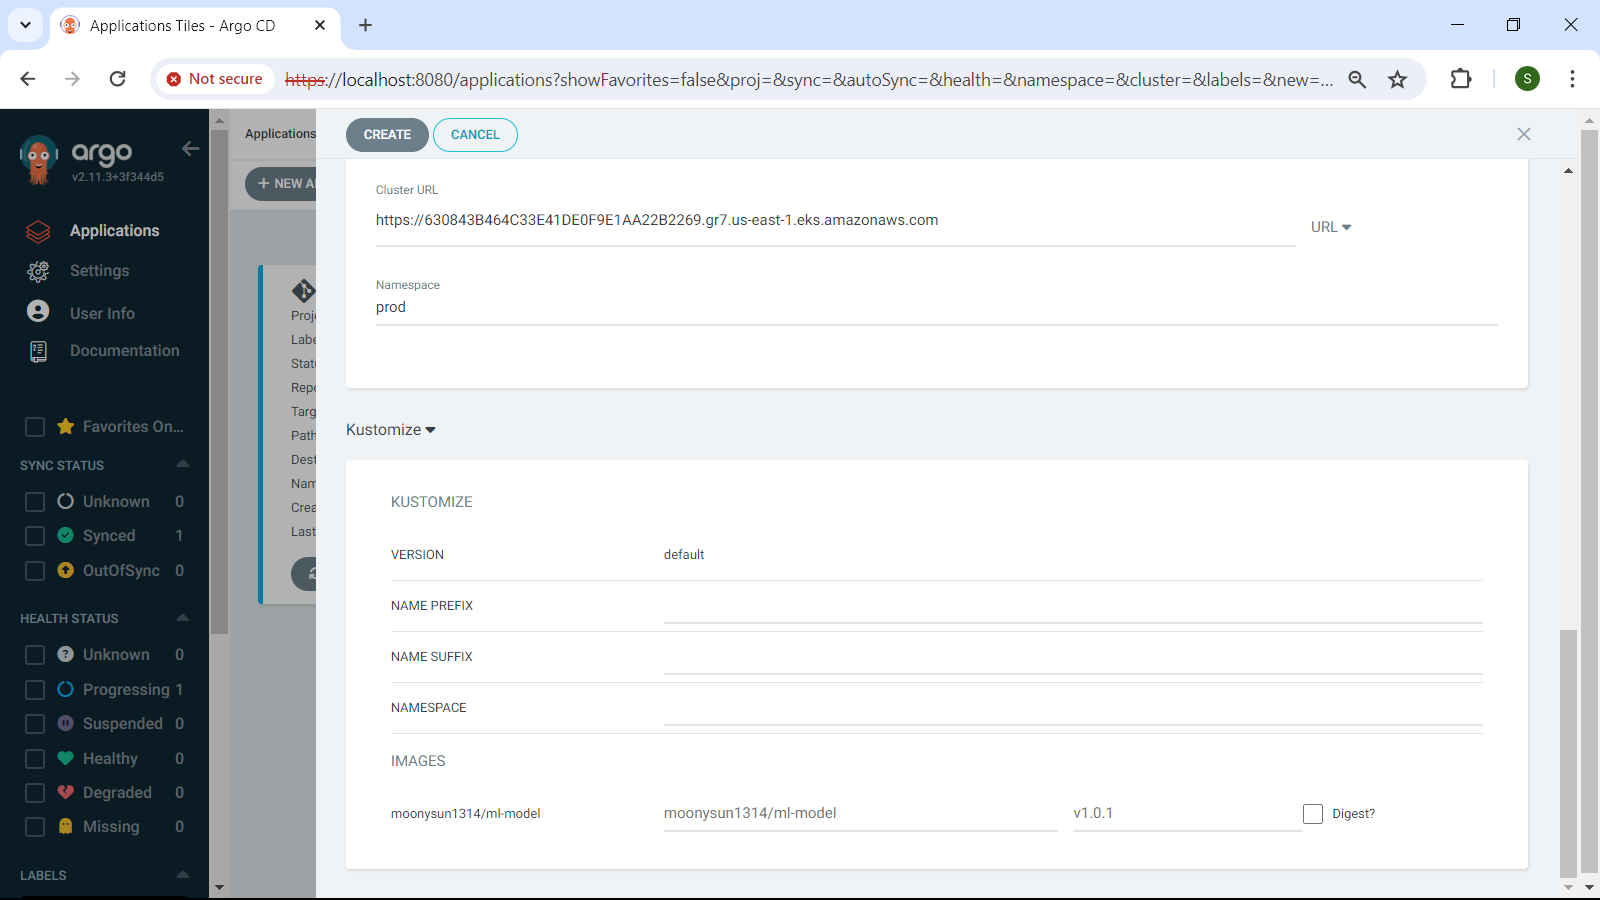 Applications Tiles - Argo CD
Not secure
https://localhost:8080/applications?showFavorites=false&proj=&sync=&autoSync=&health=&namespace=&cluster=&labels=&new=...
S
argo
v2.11.3+3f344d5
Applications
Settings
User Info
Documentation
Favorites On...
SYNC STATUS
Unknown 0
Synced 1
OutOfSync 0
HEALTH STATUS
Unknown 0
Progressing 1
Suspended 0
Healthy 0
Degraded 0
Missing 0
LABELS
Applications
+ NEW A
Proje
Labe
Statu
Repo
Targ
Path
Dest
Nam
Crea
Last
CREATE CANCEL
Cluster URL
https://630843B464C33E41DE0F9E1AA22B2269.gr7.us-east-1.eks.amazonaws.com
URL
Namespace
prod
Kustomize
KUSTOMIZE
VERSION default
NAME PREFIX
NAME SUFFIX
NAMESPACE
IMAGES
moonysun1314/ml-model moonysun1314/ml-model v1.0.1 Digest?